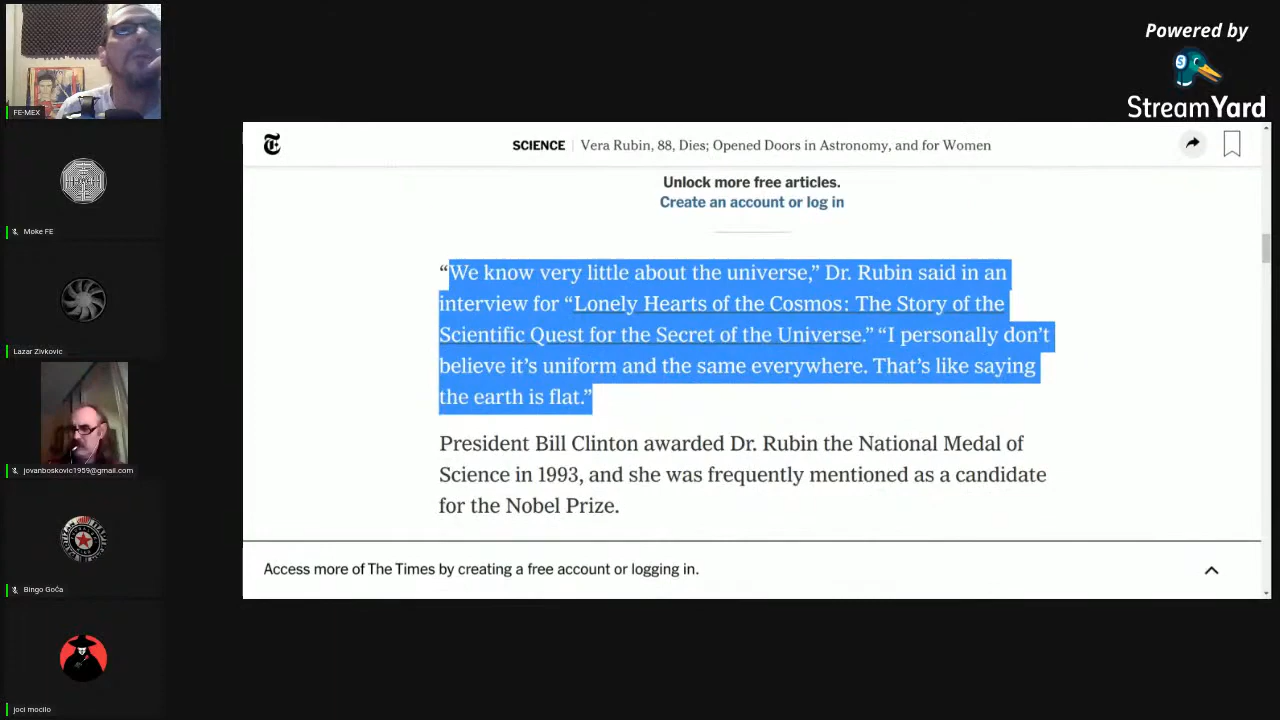 Powered by
StreamYard
FE-MEX
Moke FE
Lazar Zivkovic
jovanboskovic1959@gmail.com
Bingo Goča
joci mocilo
SCIENCE | Vera Rubin, 88, Dies; Opened Doors in Astronomy, and for Women
Unlock more free articles.
Create an account or log in
“We know very little about the universe,” Dr. Rubin said in an
interview for “Lonely Hearts of the Cosmos: The Story of the
Scientific Quest for the Secret of the Universe.” “I personally don’t
believe it’s uniform and the same everywhere. That’s like saying
the earth is flat.”
President Bill Clinton awarded Dr. Rubin the National Medal of
Science in 1993, and she was frequently mentioned as a candidate
for the Nobel Prize.
Access more of The Times by creating a free account or logging in.